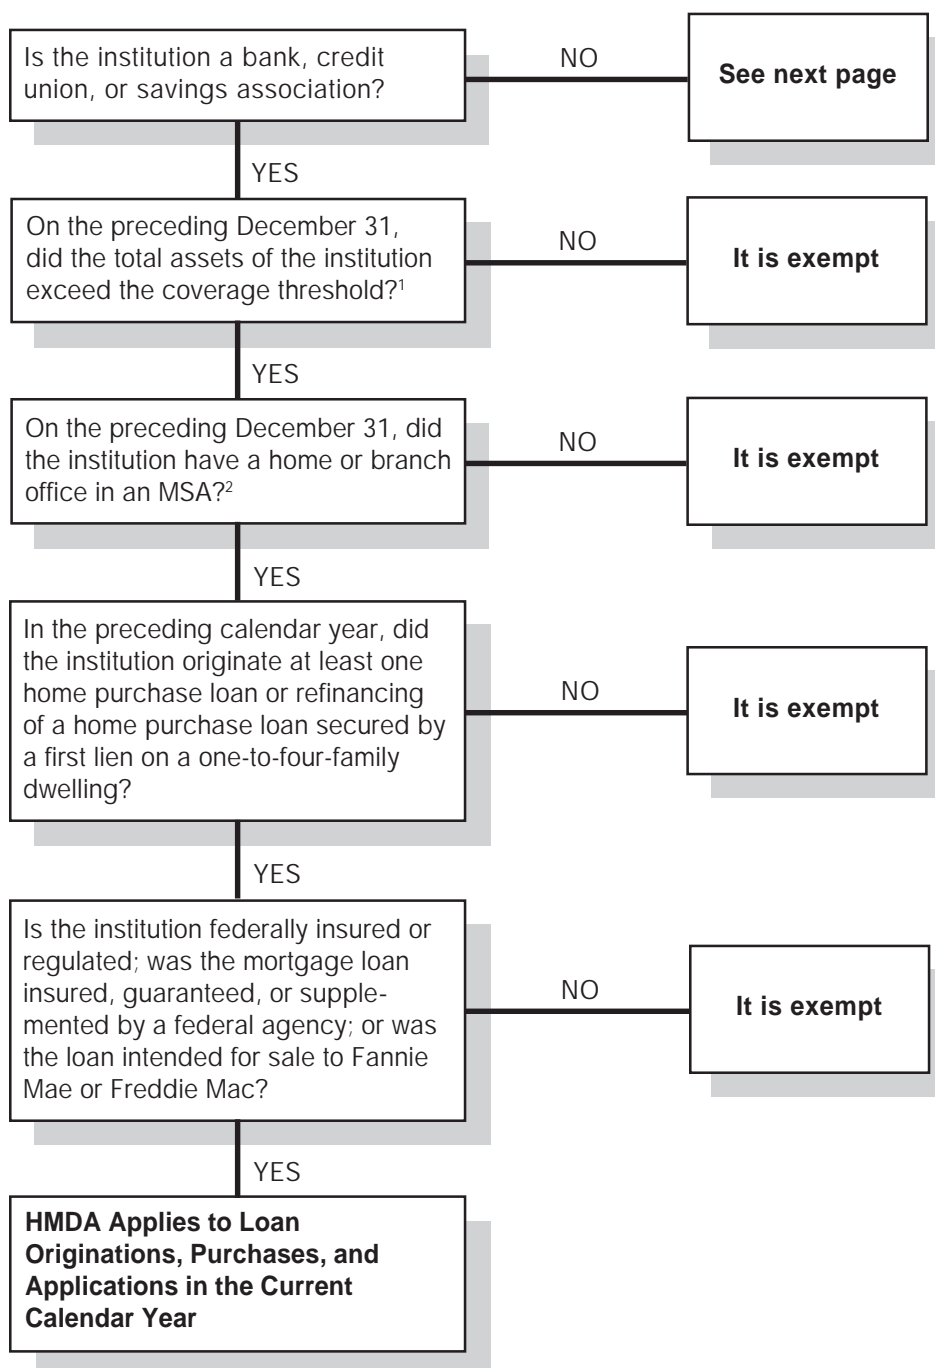 Is the institution a bank, credit
union, or savings association?
NO
See next page
YES
On the preceding December 31,
did the total assets of the institution
exceed the coverage threshold?¹
NO
It is exempt
YES
On the preceding December 31, did
the institution have a home or branch
office in an MSA?²
NO
It is exempt
YES
In the preceding calendar year, did
the institution originate at least one
home purchase loan or refinancing
of a home purchase loan secured by
a first lien on a one-to-four-family
dwelling?
NO
It is exempt
YES
Is the institution federally insured or
regulated; was the mortgage loan
insured, guaranteed, or supple-
mented by a federal agency; or was
the loan intended for sale to Fannie
Mae or Freddie Mac?
NO
It is exempt
YES
HMDA Applies to Loan
Originations, Purchases, and
Applications in the Current
Calendar Year